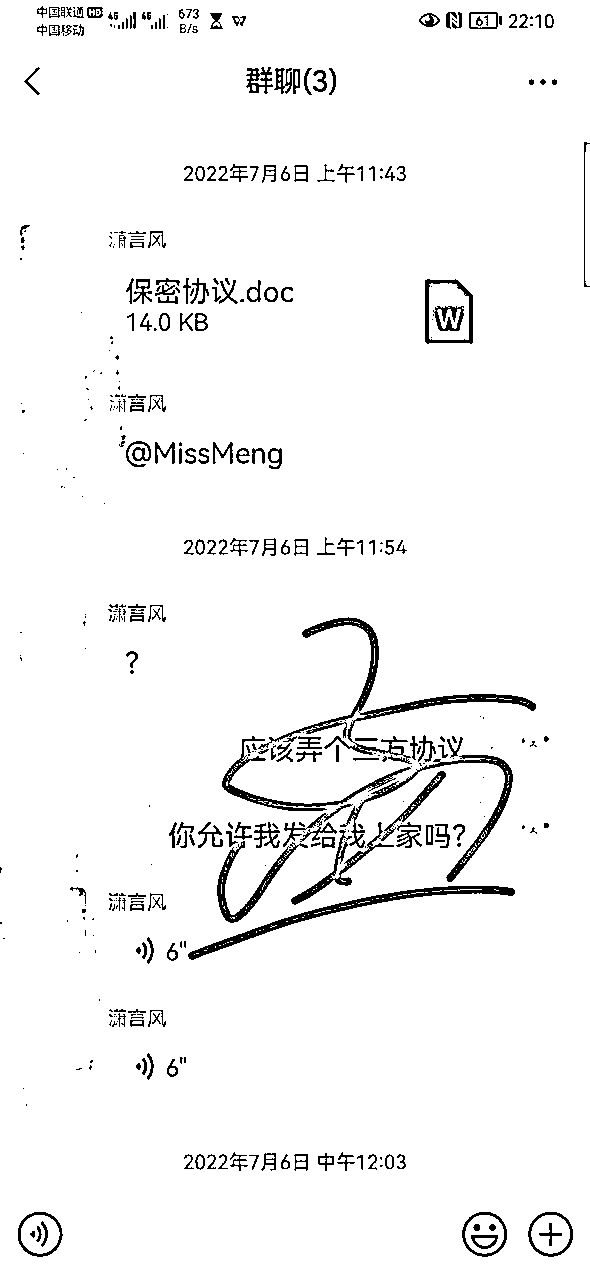 中国联通 HD
中国移动
46 46
673
B/s
61
22:10
群聊(3)
2022年7月6日 上午11:43
潇言风
保密协议.doc
14.0 KB
W
潇言风
@MissMeng
2022年7月6日 上午11:54
潇言风
?
应该弄个三方协议
你允许我发给我上家吗?
潇言风
6"
潇言风
6"
2022年7月6日 中午12:03